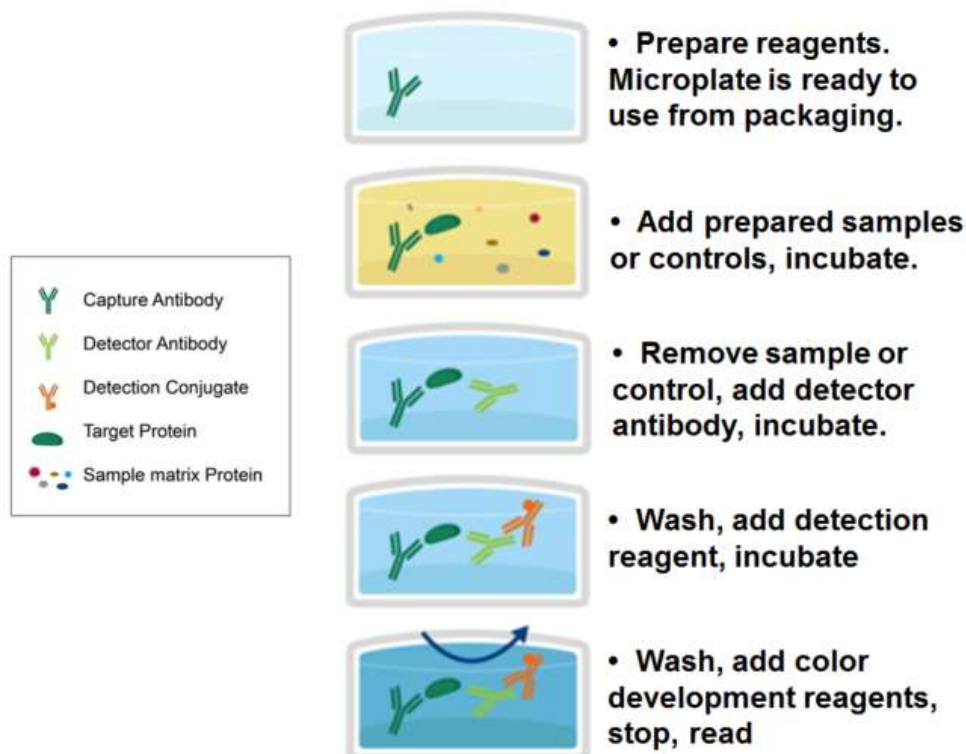 • Prepare reagents.
Microplate is ready to
use from packaging.
• Add prepared samples
or controls, incubate.
Capture Antibody
Detector Antibody
Detection Conjugate
Target Protein
Sample matrix Protein
• Remove sample or
control, add detector
antibody, incubate.
• Wash, add detection
reagent, incubate
• Wash, add color
development reagents,
stop, read